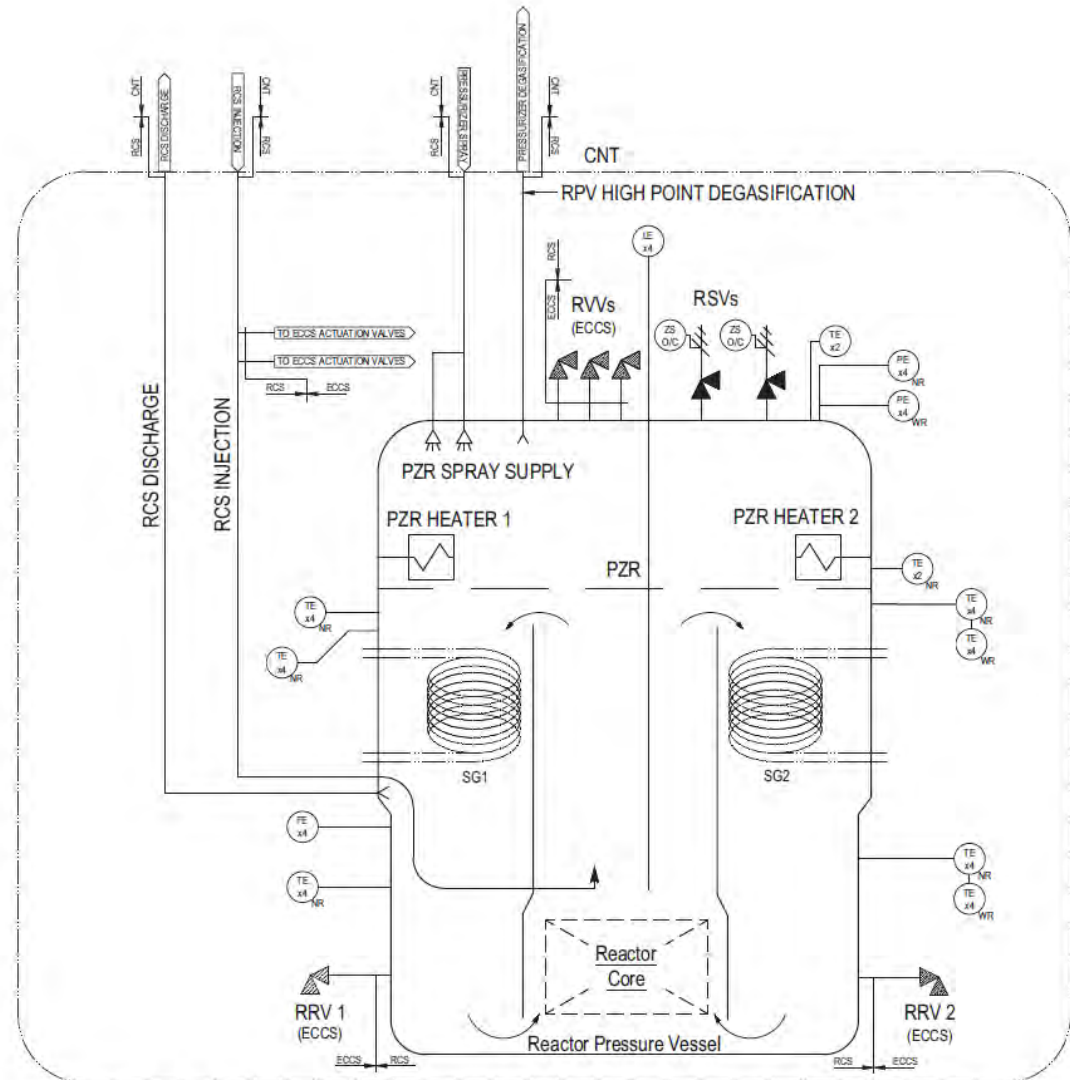 RCS DISCHARGE
RCS INJECTION
PRESSURIZER SPRAY
PRESSURIZER DEGASIFICATION
CNT
RCS
CNT
RCS
CNT
RCS
CNT
RCS
CNT
RPV HIGH POINT DEGASIFICATION
LE
x4
RCS
ECCS
RVVs
(ECCS)
RSVs
ZS
O/C
ZS
O/C
TE
x2
PE
x4
NR
PE
x4
WR
TO ECCS ACTUATION VALVES
TO ECCS ACTUATION VALVES
RCS
ECCS
RCS DISCHARGE
RCS INJECTION
PZR SPRAY SUPPLY
PZR HEATER 1
PZR HEATER 2
PZR
TE
x2
NR
TE
x4
NR
TE
x4
NR
TE
x4
WR
TE
x4
NR
SG1
SG2
FE
x4
TE
x4
NR
TE
x4
NR
TE
x4
WR
Reactor
Core
RRV 1
(ECCS)
RRV 2
(ECCS)
Reactor Pressure Vessel
ECCS
RCS
RCS
ECCS